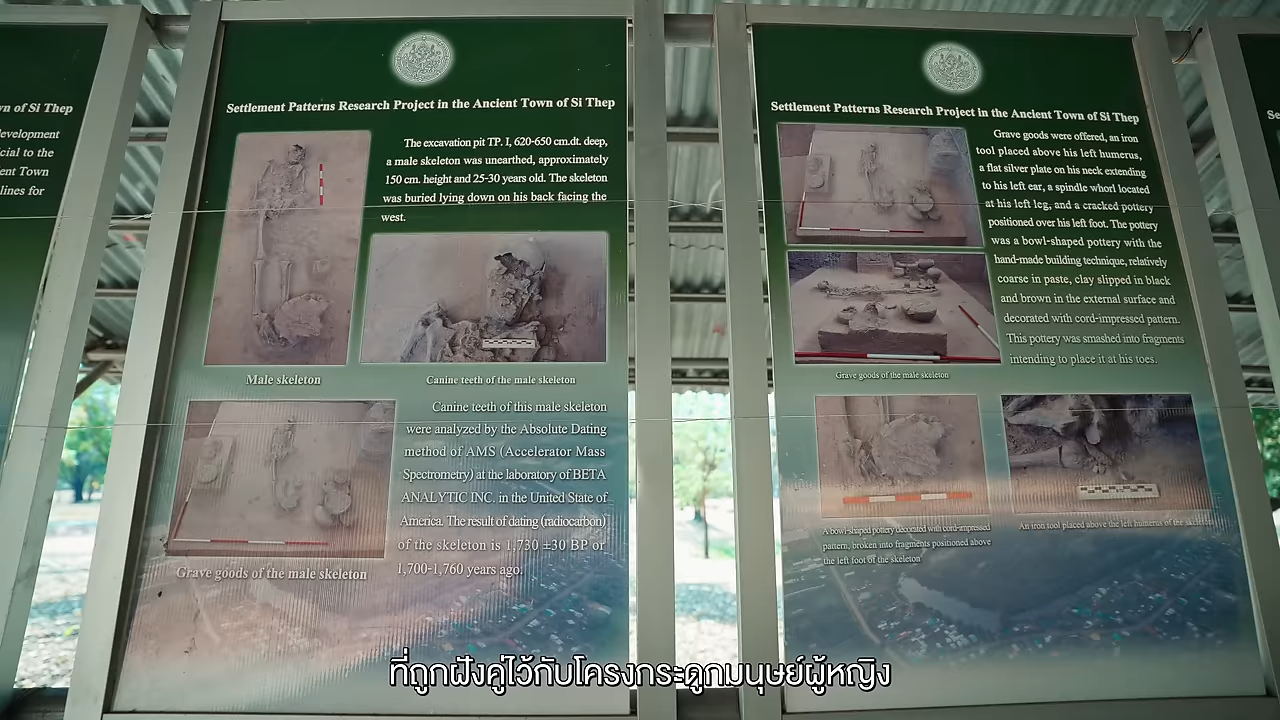 wn of Si Thep
evelopment
cial to the
ent Town
lines for
Settlement Patterns Research Project in the Ancient Town of Si Thep
The excavation pit TP. I, 620-650 cm.dt. deep,
a male skeleton was unearthed, approximately
150 cm. height and 25-30 years old. The skeleton
was buried lying down on his back facing the
west.
Male skeleton
Canine teeth of the male skeleton
Canine teeth of this male skeleton
were analyzed by the Absolute Dating
method of AMS (Accelerator Mass
Spectrometry) at the laboratory of BETA
ANALYTIC INC. in the United State of
America. The result of dating (radiocarbon)
of the skeleton is 1,730 ±30 BP or
1,700-1,760 years ago.
Grave goods of the male skeleton
Settlement Patterns Research Project in the Ancient Town of Si Thep
Grave goods were offered, an iron
tool placed above his left humerus,
a flat silver plate on his neck extending
to his left ear, a spindle whorl located
at his left leg, and a cracked pottery
positioned over his left foot. The pottery
was a bowl-shaped pottery with the
hand-made building technique, relatively
coarse in paste, clay slipped in black
and brown in the external surface and
decorated with cord-impressed pattern.
This pottery was smashed into fragments
intending to place it at his toes.
Grave goods of the male skeleton
A bowl-shaped pottery decorated with cord-impressed
pattern, broken into fragments positioned above
the left foot of the skeleton
An iron tool placed above the left humerus of the skeleton
Se
ที่ถูกฝังคู่ไว้กับโครงกระดูกมนุษย์ผู้หญิง